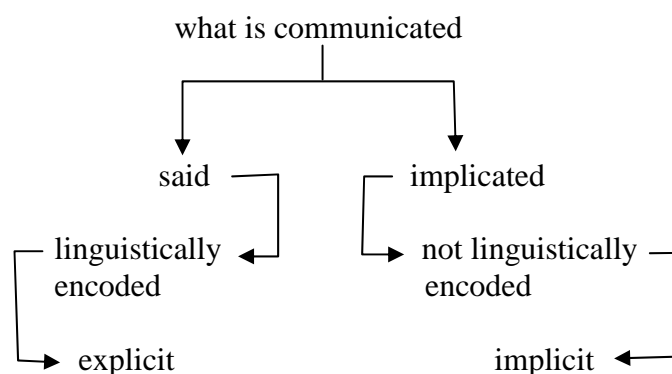 what is communicated
said implicated
linguistically not linguistically
encoded encoded
explicit implicit